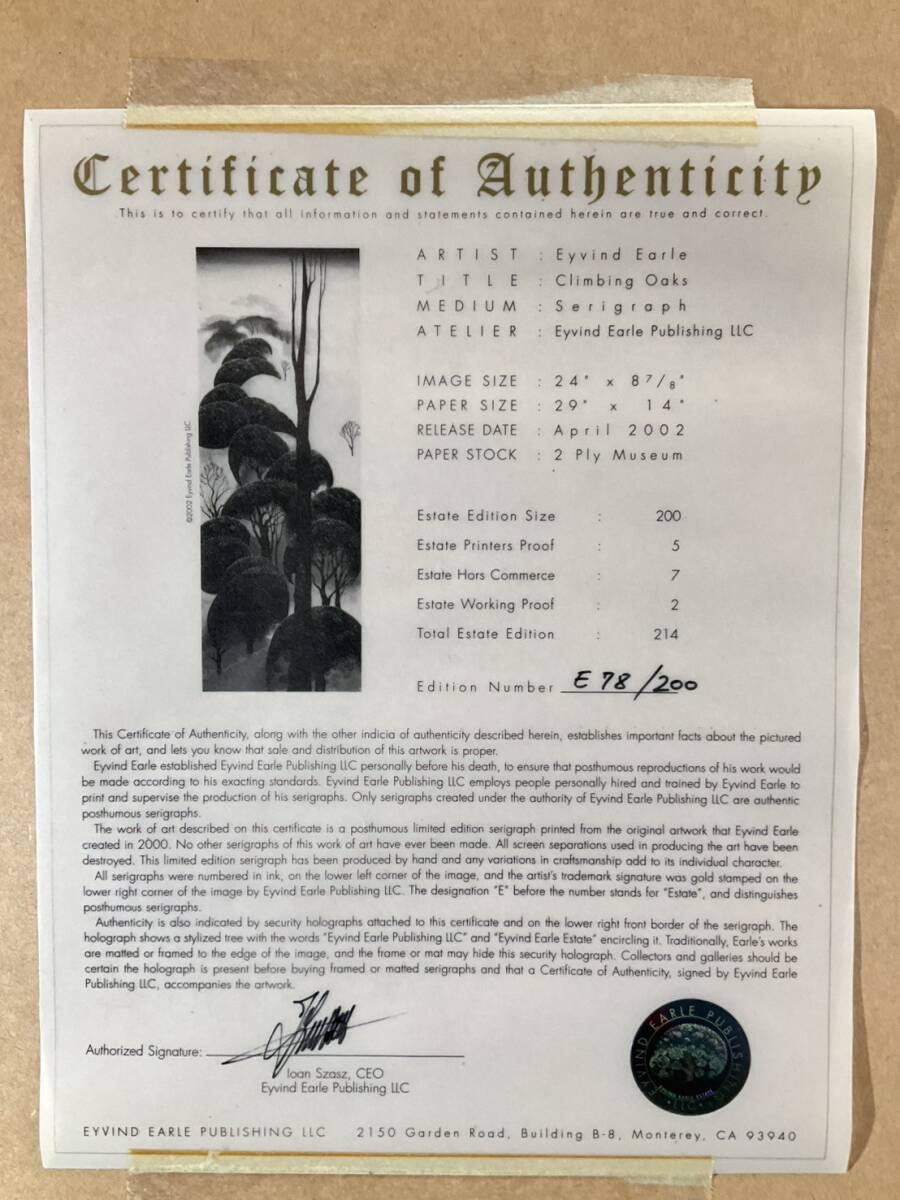 Certificate of Authenticity
This is to certify that all information and statements contained herein are true and correct.
ARTIST : Eyvind Earle
TITLE : Climbing Oaks
MEDIUM : Serigraph
ATELIER : Eyvind Earle Publishing LLC
IMAGE SIZE : 24" x 8 7/8"
PAPER SIZE : 29" x 14"
RELEASE DATE : April 2002
PAPER STOCK : 2 Ply Museum
©2002 Eyvind Earle Publishing LLC
Estate Edition Size : 200
Estate Printers Proof : 5
Estate Hors Commerce : 7
Estate Working Proof : 2
Total Estate Edition : 214
Edition Number E 78/200
This Certificate of Authenticity, along with the other indicia of authenticity described herein, establishes important facts about the pictured
work of art, and lets you know that sale and distribution of this artwork is proper.
Eyvind Earle established Eyvind Earle Publishing LLC personally before his death, to ensure that posthumous reproductions of his work would
be made according to his exacting standards. Eyvind Earle Publishing LLC employs people personally hired and trained by Eyvind Earle to
print and supervise the production of his serigraphs. Only serigraphs created under the authority of Eyvind Earle Publishing LLC are authentic
posthumous serigraphs.
The work of art described on this certificate is a posthumous limited edition serigraph printed from the original artwork that Eyvind Earle
created in 2000. No other serigraphs of this work of art have ever been made. All screen separations used in producing the art have been
destroyed. This limited edition serigraph has been produced by hand and any variations in craftsmanship add to its individual character.
All serigraphs were numbered in ink, on the lower left corner of the image, and the artist's trademark signature was gold stamped on the
lower right corner of the image by Eyvind Earle Publishing LLC. The designation "E" before the number stands for "Estate", and distinguishes
posthumous serigraphs.
Authenticity is also indicated by security holographs attached to this certificate and on the lower right front border of the serigraph. The
holograph shows a stylized tree with the words "Eyvind Earle Publishing LLC" and "Eyvind Earle Estate" encircling it. Traditionally, Earle's works
are matted or framed to the edge of the image, and the frame or mat may hide this security holograph. Collectors and galleries should be
certain the holograph is present before buying framed or matted serigraphs and that a Certificate of Authenticity, signed by Eyvind Earle
Publishing LLC, accompanies the artwork.
Authorized Signature:
Ioan Szasz, CEO
Eyvind Earle Publishing LLC
EYVIND EARLE PUBLISHING LLC
EYVIND EARLE ESTATE
EYVIND EARLE PUBLISHING LLC 2150 Garden Road, Building B-8, Monterey, CA 93940